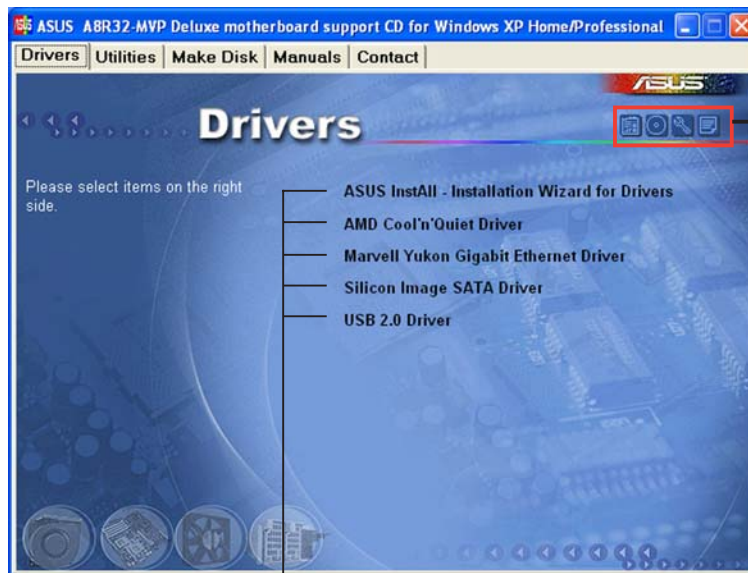 ASUS A8R32-MVP Deluxe motherboard support CD for Windows XP Home/Professional
Drivers Utilities Make Disk Manuals Contact
ASUS
Drivers
Please select items on the right
side.
ASUS InstAll - Installation Wizard for Drivers
AMD Cool'n'Quiet Driver
Marvell Yukon Gigabit Ethernet Driver
Silicon Image SATA Driver
USB 2.0 Driver